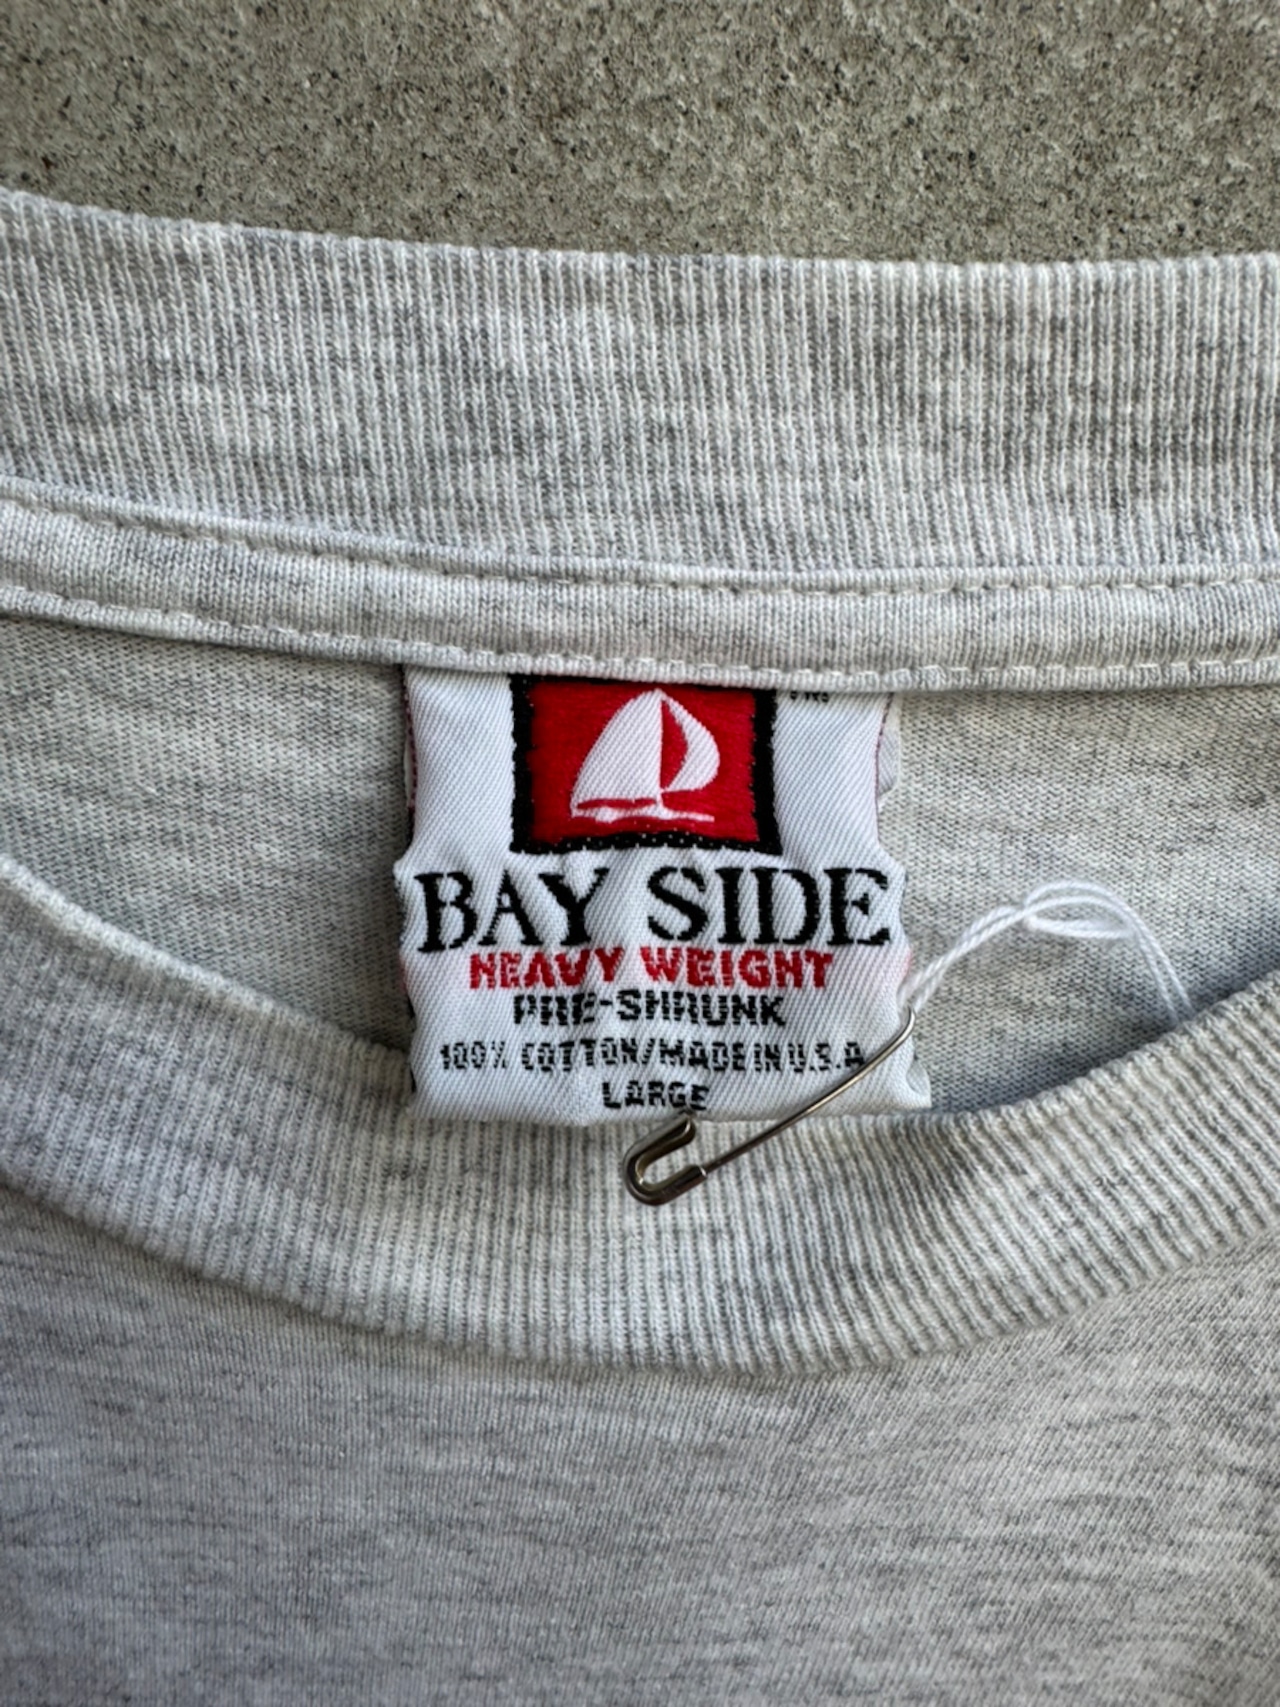 BAY SIDE
HEAVY WEIGHT
PRE-SHRUNK
100% COTTON/MADE IN U.S.A
LARGE